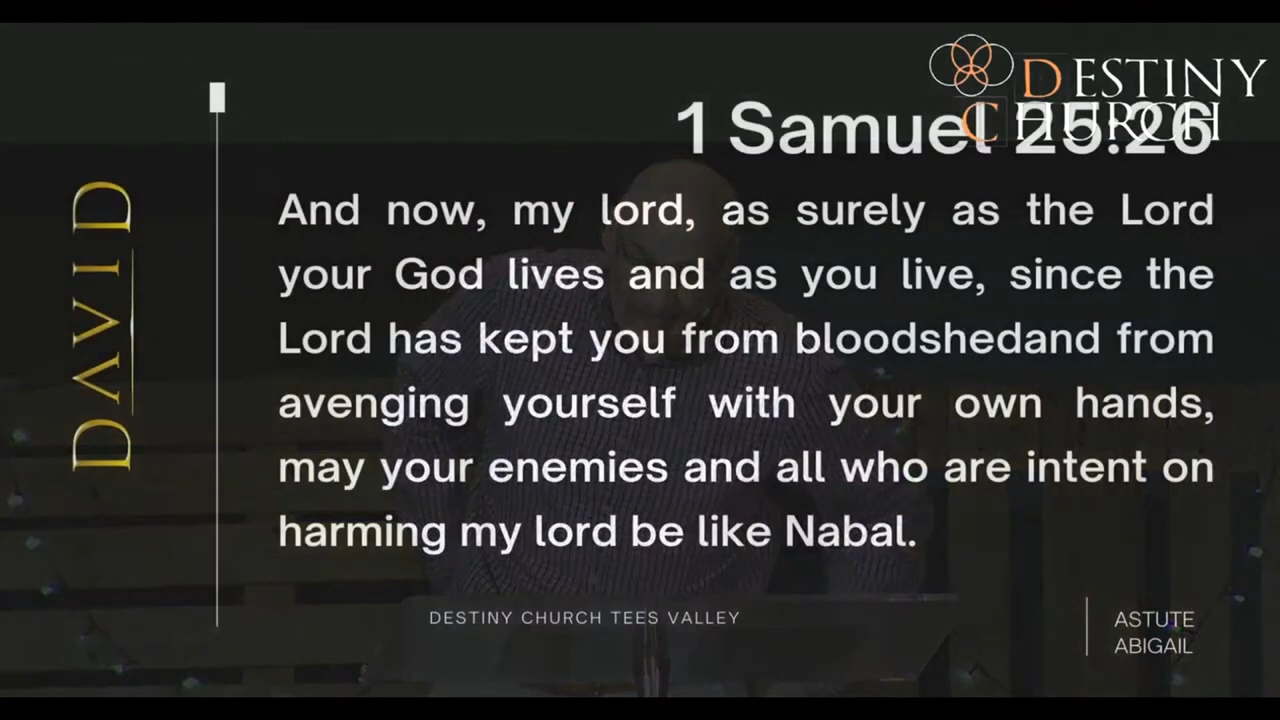 DESTINY
CHURCH
1 Samuel 25:26
DAVID
And now, my lord, as surely as the Lord
your God lives and as you live, since the
Lord has kept you from bloodshedand from
avenging yourself with your own hands,
may your enemies and all who are intent on
harming my lord be like Nabal.
DESTINY CHURCH TEES VALLEY
ASTUTE
ABIGAIL